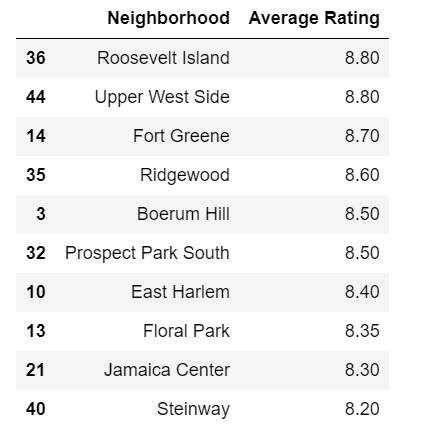 Neighborhood Average Rating
36 Roosevelt Island 8.80
44 Upper West Side 8.80
14 Fort Greene 8.70
35 Ridgewood 8.60
3 Boerum Hill 8.50
32 Prospect Park South 8.50
10 East Harlem 8.40
13 Floral Park 8.35
21 Jamaica Center 8.30
40 Steinway 8.20